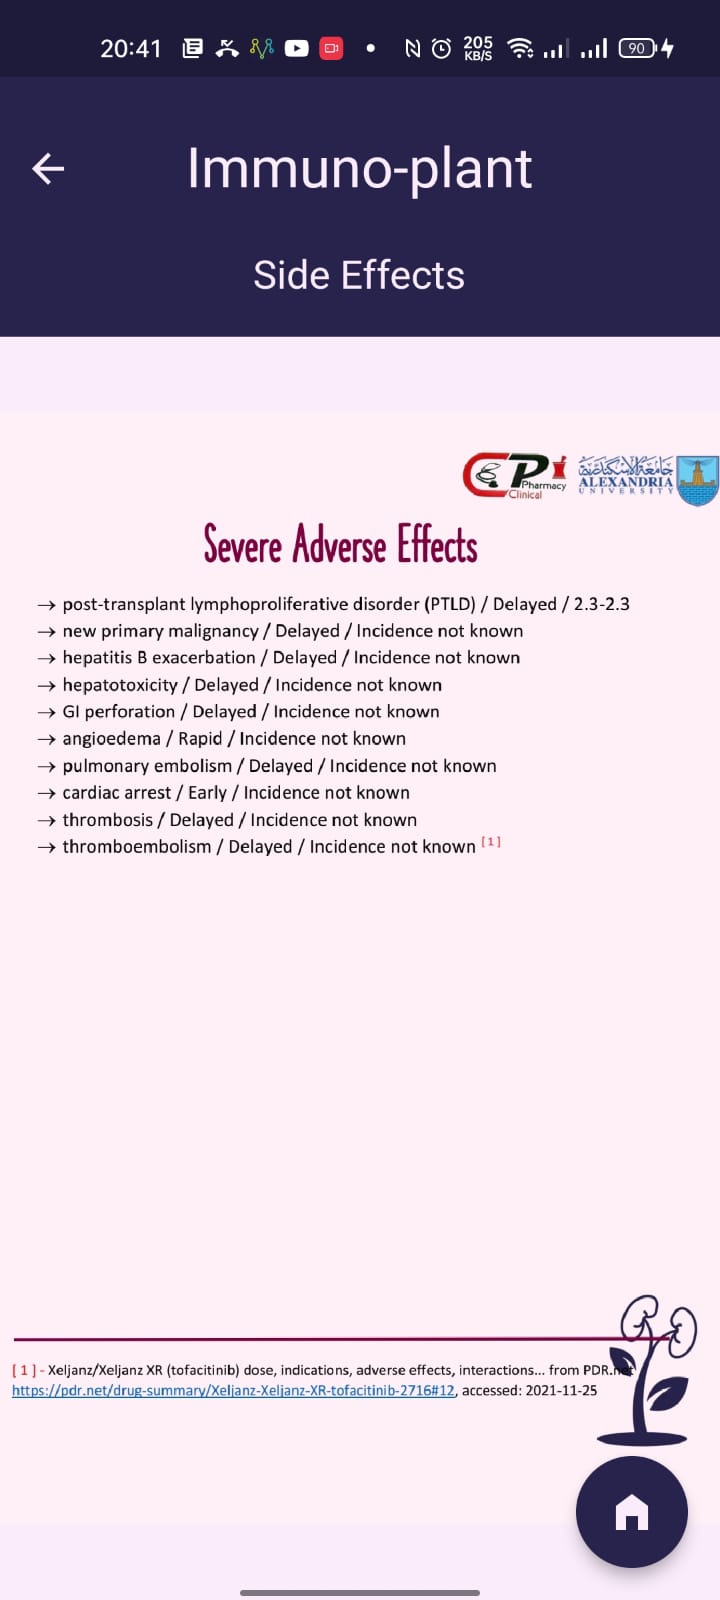 20:41
205
KB/S
90
Immuno-plant
Side Effects
CPi
Pharmacy
Clinical
جامعة الإسكندرية
ALEXANDRIA
UNIVERSITY
Severe Adverse Effects
→ post-transplant lymphoproliferative disorder (PTLD) / Delayed / 2.3-2.3
→ new primary malignancy / Delayed / Incidence not known
→ hepatitis B exacerbation / Delayed / Incidence not known
→ hepatotoxicity / Delayed / Incidence not known
→ GI perforation / Delayed / Incidence not known
→ angioedema / Rapid / Incidence not known
→ pulmonary embolism / Delayed / Incidence not known
→ cardiac arrest / Early / Incidence not known
→ thrombosis / Delayed / Incidence not known
→ thromboembolism / Delayed / Incidence not known [1]
[1]- Xeljanz/Xeljanz XR (tofacitinib) dose, indications, adverse effects, interactions... from PDR.net
https://pdr.net/drug-summary/Xeljanz-Xeljanz-XR-tofacitinib-2716#12, accessed: 2021-11-25